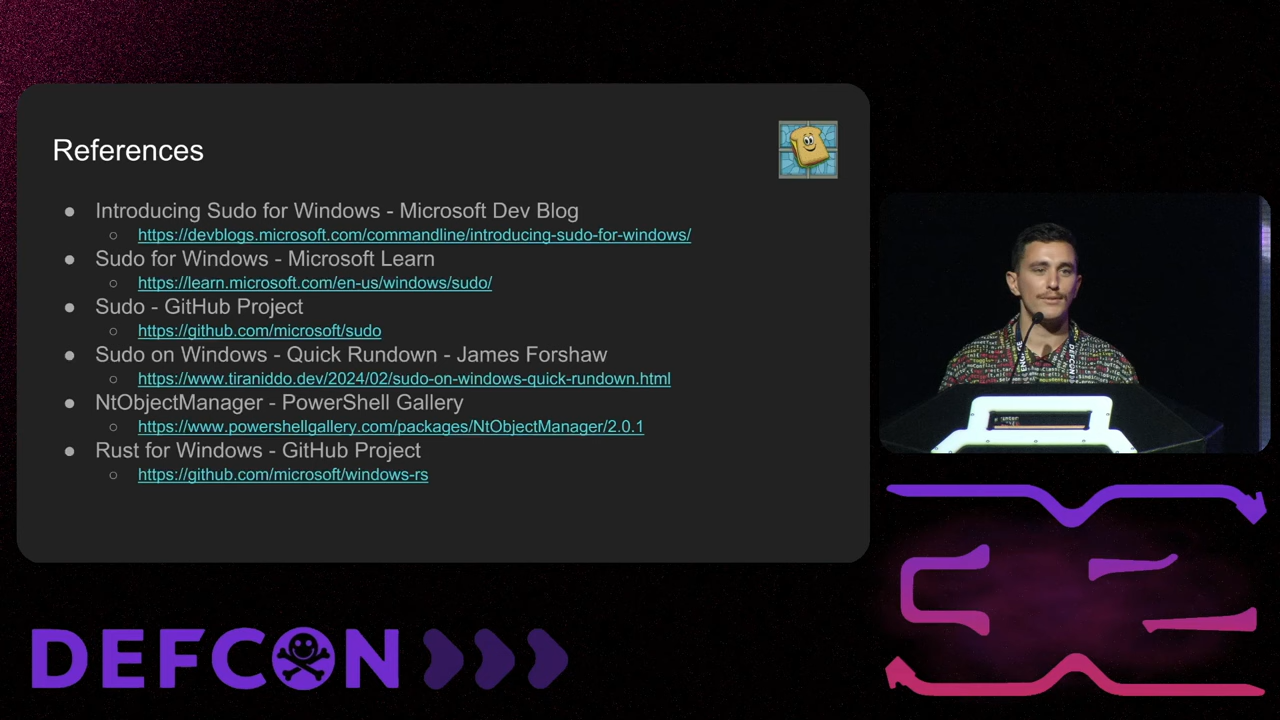 References
● Introducing Sudo for Windows - Microsoft Dev Blog
○ https://devblogs.microsoft.com/commandline/introducing-sudo-for-windows/
● Sudo for Windows - Microsoft Learn
○ https://learn.microsoft.com/en-us/windows/sudo/
● Sudo - GitHub Project
○ https://github.com/microsoft/sudo
● Sudo on Windows - Quick Rundown - James Forshaw
○ https://www.tiraniddo.dev/2024/02/sudo-on-windows-quick-rundown.html
● NtObjectManager - PowerShell Gallery
○ https://www.powershellgallery.com/packages/NtObjectManager/2.0.1
● Rust for Windows - GitHub Project
○ https://github.com/microsoft/windows-rs
DEFCON